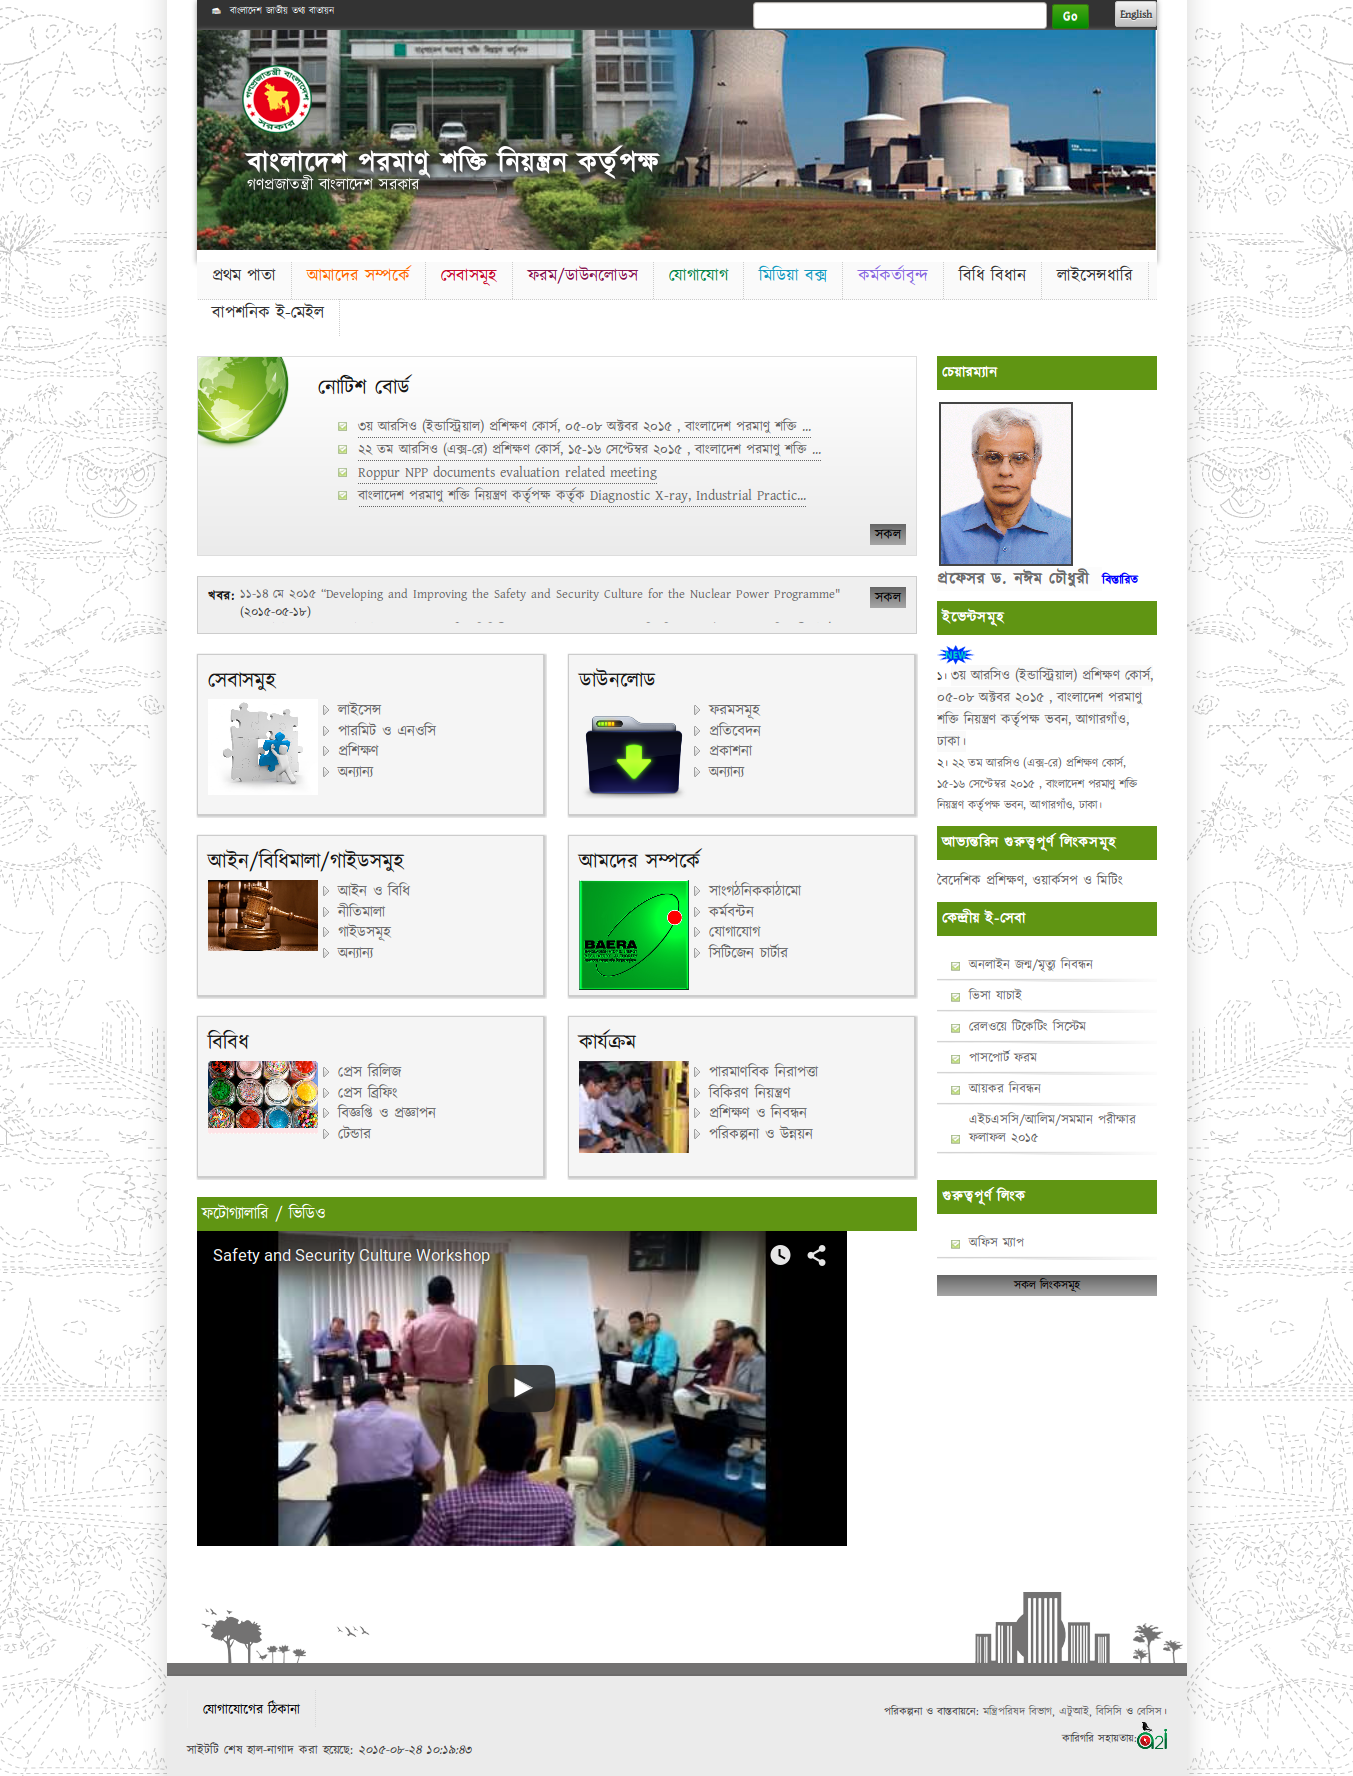 বাংলাদেশ জাতীয় তথ্য বাতায়ন
Go
English
বাংলাদেশ পরমাণু শক্তি নিয়ন্ত্রন কর্তৃপক্ষ
গণপ্রজাতন্ত্রী বাংলাদেশ সরকার
প্রথম পাতা আমাদের সম্পর্কে সেবাসমূহ ফরম/ডাউনলোডস যোগাযোগ মিডিয়া বক্স কর্মকর্তাবৃন্দ বিধি বিধান লাইসেন্সধারি
বাপশনিক ই-মেইল
নোটিশ বোর্ড
৩য় আরসিও (ইন্ডাস্ট্রিয়াল) প্রশিক্ষণ কোর্স, ০৫-০৮ অক্টবর ২০১৫ , বাংলাদেশ পরমাণু শক্তি ...
২২ তম আরসিও (এক্স-রে) প্রশিক্ষণ কোর্স, ১৫-১৬ সেপ্টেম্বর ২০১৫ , বাংলাদেশ পরমাণু শক্তি ...
Roppur NPP documents evaluation related meeting
বাংলাদেশ পরমাণু শক্তি নিয়ন্ত্রণ কর্তৃপক্ষ কর্তৃক Diagnostic X-ray, Industrial Practic...
সকল
খবর: ১১-১৪ মে ২০১৫ “Developing and Improving the Safety and Security Culture for the Nuclear Power Programme"
(২০১৫-০৫-১৮)
সকল
সেবাসমুহ
লাইসেন্স
পারমিট ও এনওসি
প্রশিক্ষণ
অন্যান্য
ডাউনলোড
ফরমসমূহ
প্রতিবেদন
প্রকাশনা
অন্যান্য
আইন/বিধিমালা/গাইডসমুহ
আইন ও বিধি
নীতিমালা
গাইডসমূহ
অন্যান্য
আমদের সম্পর্কে
BAERA
সাংগঠনিককাঠামো
কর্মবন্টন
যোগাযোগ
সিটিজেন চার্টার
বিবিধ
প্রেস রিলিজ
প্রেস ব্রিফিং
বিজ্ঞপ্তি ও প্রজ্ঞাপন
টেন্ডার
কার্যক্রম
পারমাণবিক নিরাপত্তা
বিকিরণ নিয়ন্ত্রণ
প্রশিক্ষণ ও নিবন্ধন
পরিকল্পনা ও উন্নয়ন
ফটোগ্যালারি / ভিডিও
Safety and Security Culture Workshop
চেয়ারম্যান
প্রফেসর ড. নঈম চৌধুরী বিস্তারিত
ইভেন্টসমূহ
NEW
১। ৩য় আরসিও (ইন্ডাস্ট্রিয়াল) প্রশিক্ষণ কোর্স,
০৫-০৮ অক্টবর ২০১৫ , বাংলাদেশ পরমাণু
শক্তি নিয়ন্ত্রণ কর্তৃপক্ষ ভবন, আগারগাঁও,
ঢাকা।
২। ২২ তম আরসিও (এক্স-রে) প্রশিক্ষণ কোর্স,
১৫-১৬ সেপ্টেম্বর ২০১৫ , বাংলাদেশ পরমাণু শক্তি
নিয়ন্ত্রণ কর্তৃপক্ষ ভবন, আগারগাঁও, ঢাকা।
আভ্যন্তরিন গুরুত্বপূর্ণ লিংকসমূহ
বৈদেশিক প্রশিক্ষণ, ওয়ার্কসপ ও মিটিং
কেন্দ্রীয় ই-সেবা
অনলাইন জন্ম/মৃত্যু নিবন্ধন
ভিসা যাচাই
রেলওয়ে টিকেটিং সিস্টেম
পাসপোর্ট ফরম
আয়কর নিবন্ধন
এইচএসসি/আলিম/সমমান পরীক্ষার
ফলাফল ২০১৫
গুরুত্বপূর্ণ লিংক
অফিস ম্যাপ
সকল লিংকসমূহ
যোগাযোগের ঠিকানা
সাইটটি শেষ হাল-নাগাদ করা হয়েছে: ২০১৫-০৮-২৪ ১০:১৯:৪৩
পরিকল্পনা ও বাস্তবায়নে: মন্ত্রিপরিষদ বিভাগ, এটুআই, বিসিসি ও বেসিস।
কারিগরি সহায়তায়: a2i